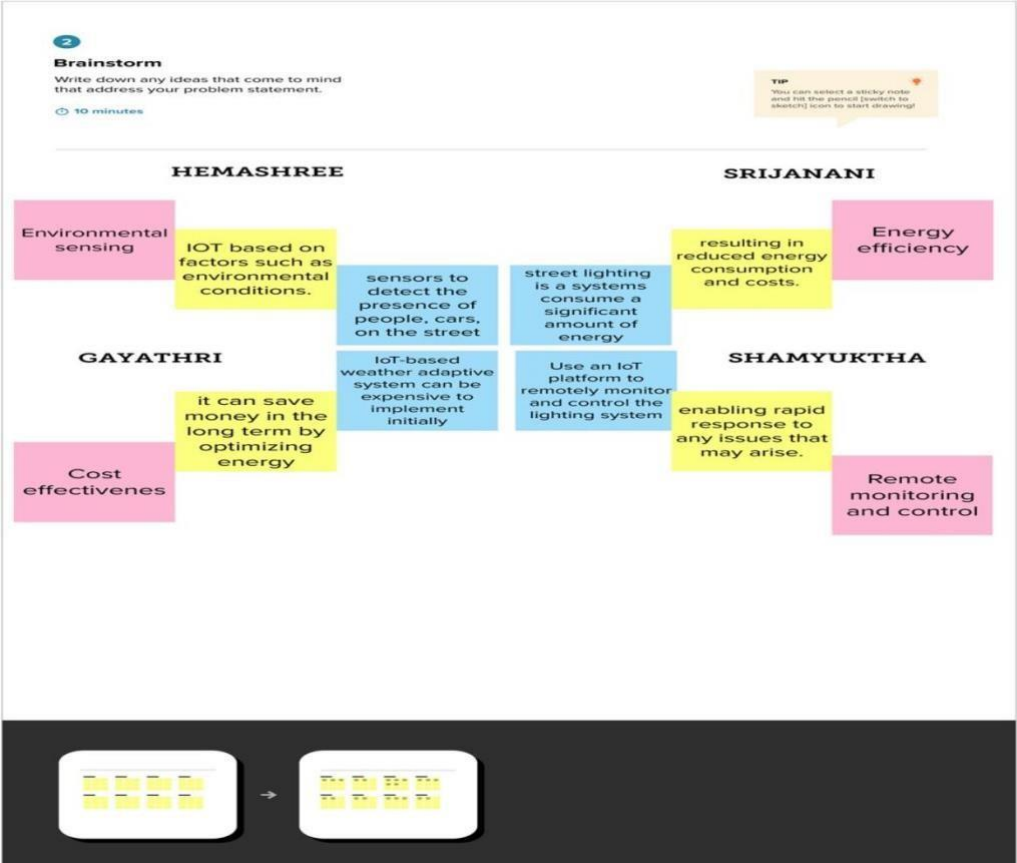 2
Brainstorm
Write down any ideas that come to mind
that address your problem statement.
10 minutes
TIP
You can select a sticky note
and hit the pencil [switch to
sketch] icon to start drawing!
HEMASHREE
Environmental
sensing
IOT based on
factors such as
environmental
conditions.
sensors to
detect the
presence of
people, cars,
on the street
SRIJANANI
street lighting
is a systems
consume a
significant
amount of
energy
resulting in
reduced energy
consumption
and costs.
Energy
efficiency
GAYATHRI
Cost
effectivenes
it can save
money in the
long term by
optimizing
energy
IoT-based
weather adaptive
system can be
expensive to
implement
initially
SHAMYUKTHA
Use an IoT
platform to
remotely monitor
and control the
lighting system
enabling rapid
response to
any issues that
may arise.
Remote
monitoring
and control